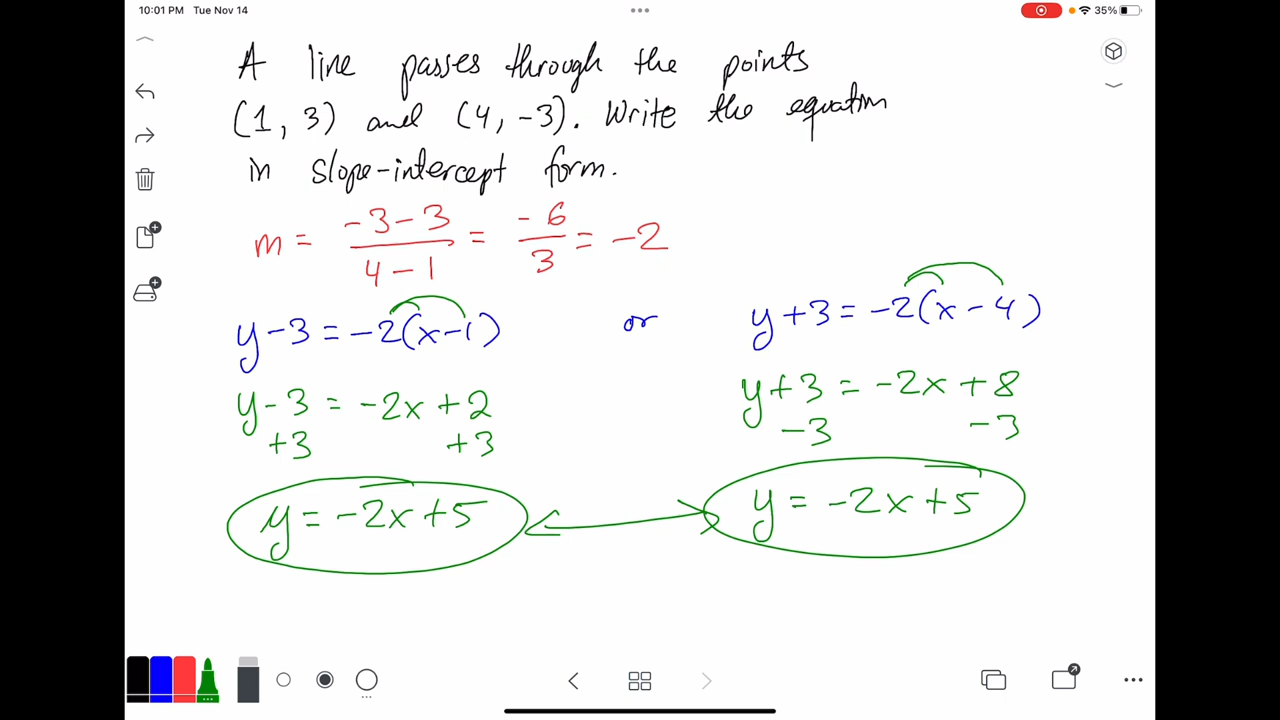 10:01 PM Tue Nov 14
35%
A line passes through the points
(1, 3) and (4, -3). Write the equation
in slope-intercept form.
m = -3-3 / 4-1 = -6 / 3 = -2
y-3 = -2(x-1) or y+3 = -2(x-4)
y-3 = -2x+2 y+3 = -2x+8
+3 +3 -3 -3
y = -2x+5 y = -2x+5